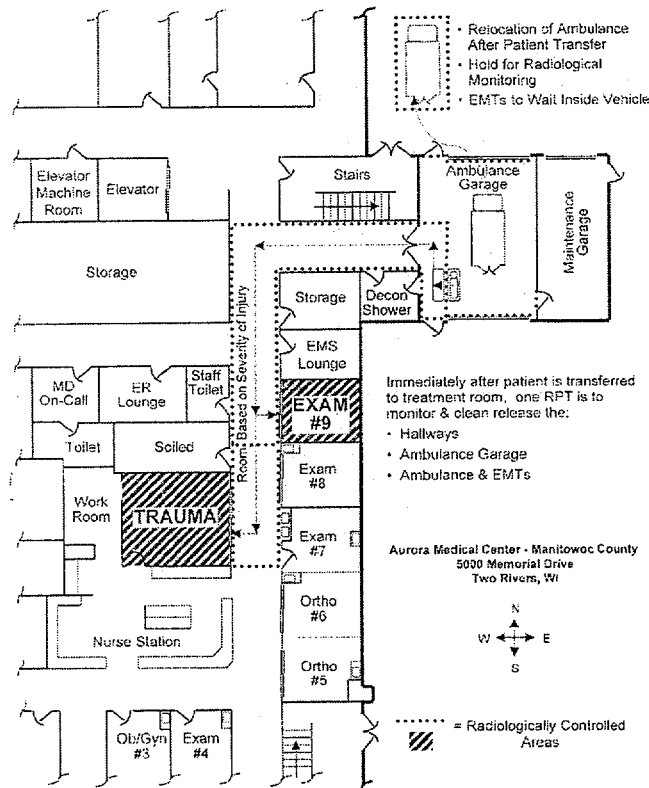 • Relocation of Ambulance
After Patient Transfer
• Hold for Radiological
Monitoring
• EMTs to Wait Inside Vehicle
Elevator
Machine
Room
Elevator
Stairs
Ambulance
Garage
Maintenance
Garage
Storage
Storage
Decon
Shower
EMS
Lounge
MD
On-Call
ER
Lounge
Staff
Toilet
Room Based on Severity of Injury
EXAM
#9
Immediately after patient is transferred
to treatment room, one RPT is to
monitor & clean release the:
• Hallways
• Ambulance Garage
• Ambulance & EMTs
Toilet
Soiled
Exam
#8
Work
Room
TRAUMA
Exam
#7
Aurora Medical Center - Manitowoc County
5000 Memorial Drive
Two Rivers, WI
Ortho
#6
N
W E
S
Nurse Station
Ortho
#5
Ob/Gyn
#3
Exam
#4
= Radiologically Controlled
Areas